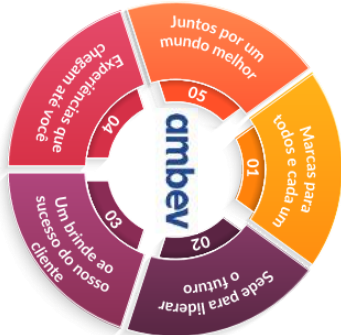 Juntos por um
mundo melhor
05
Marcas para
todos e cada um
01
Sede para liderar
o futuro
02
Um brinde ao
sucesso do nosso
cliente
03
Experiências que
chegam até você
04
ambev